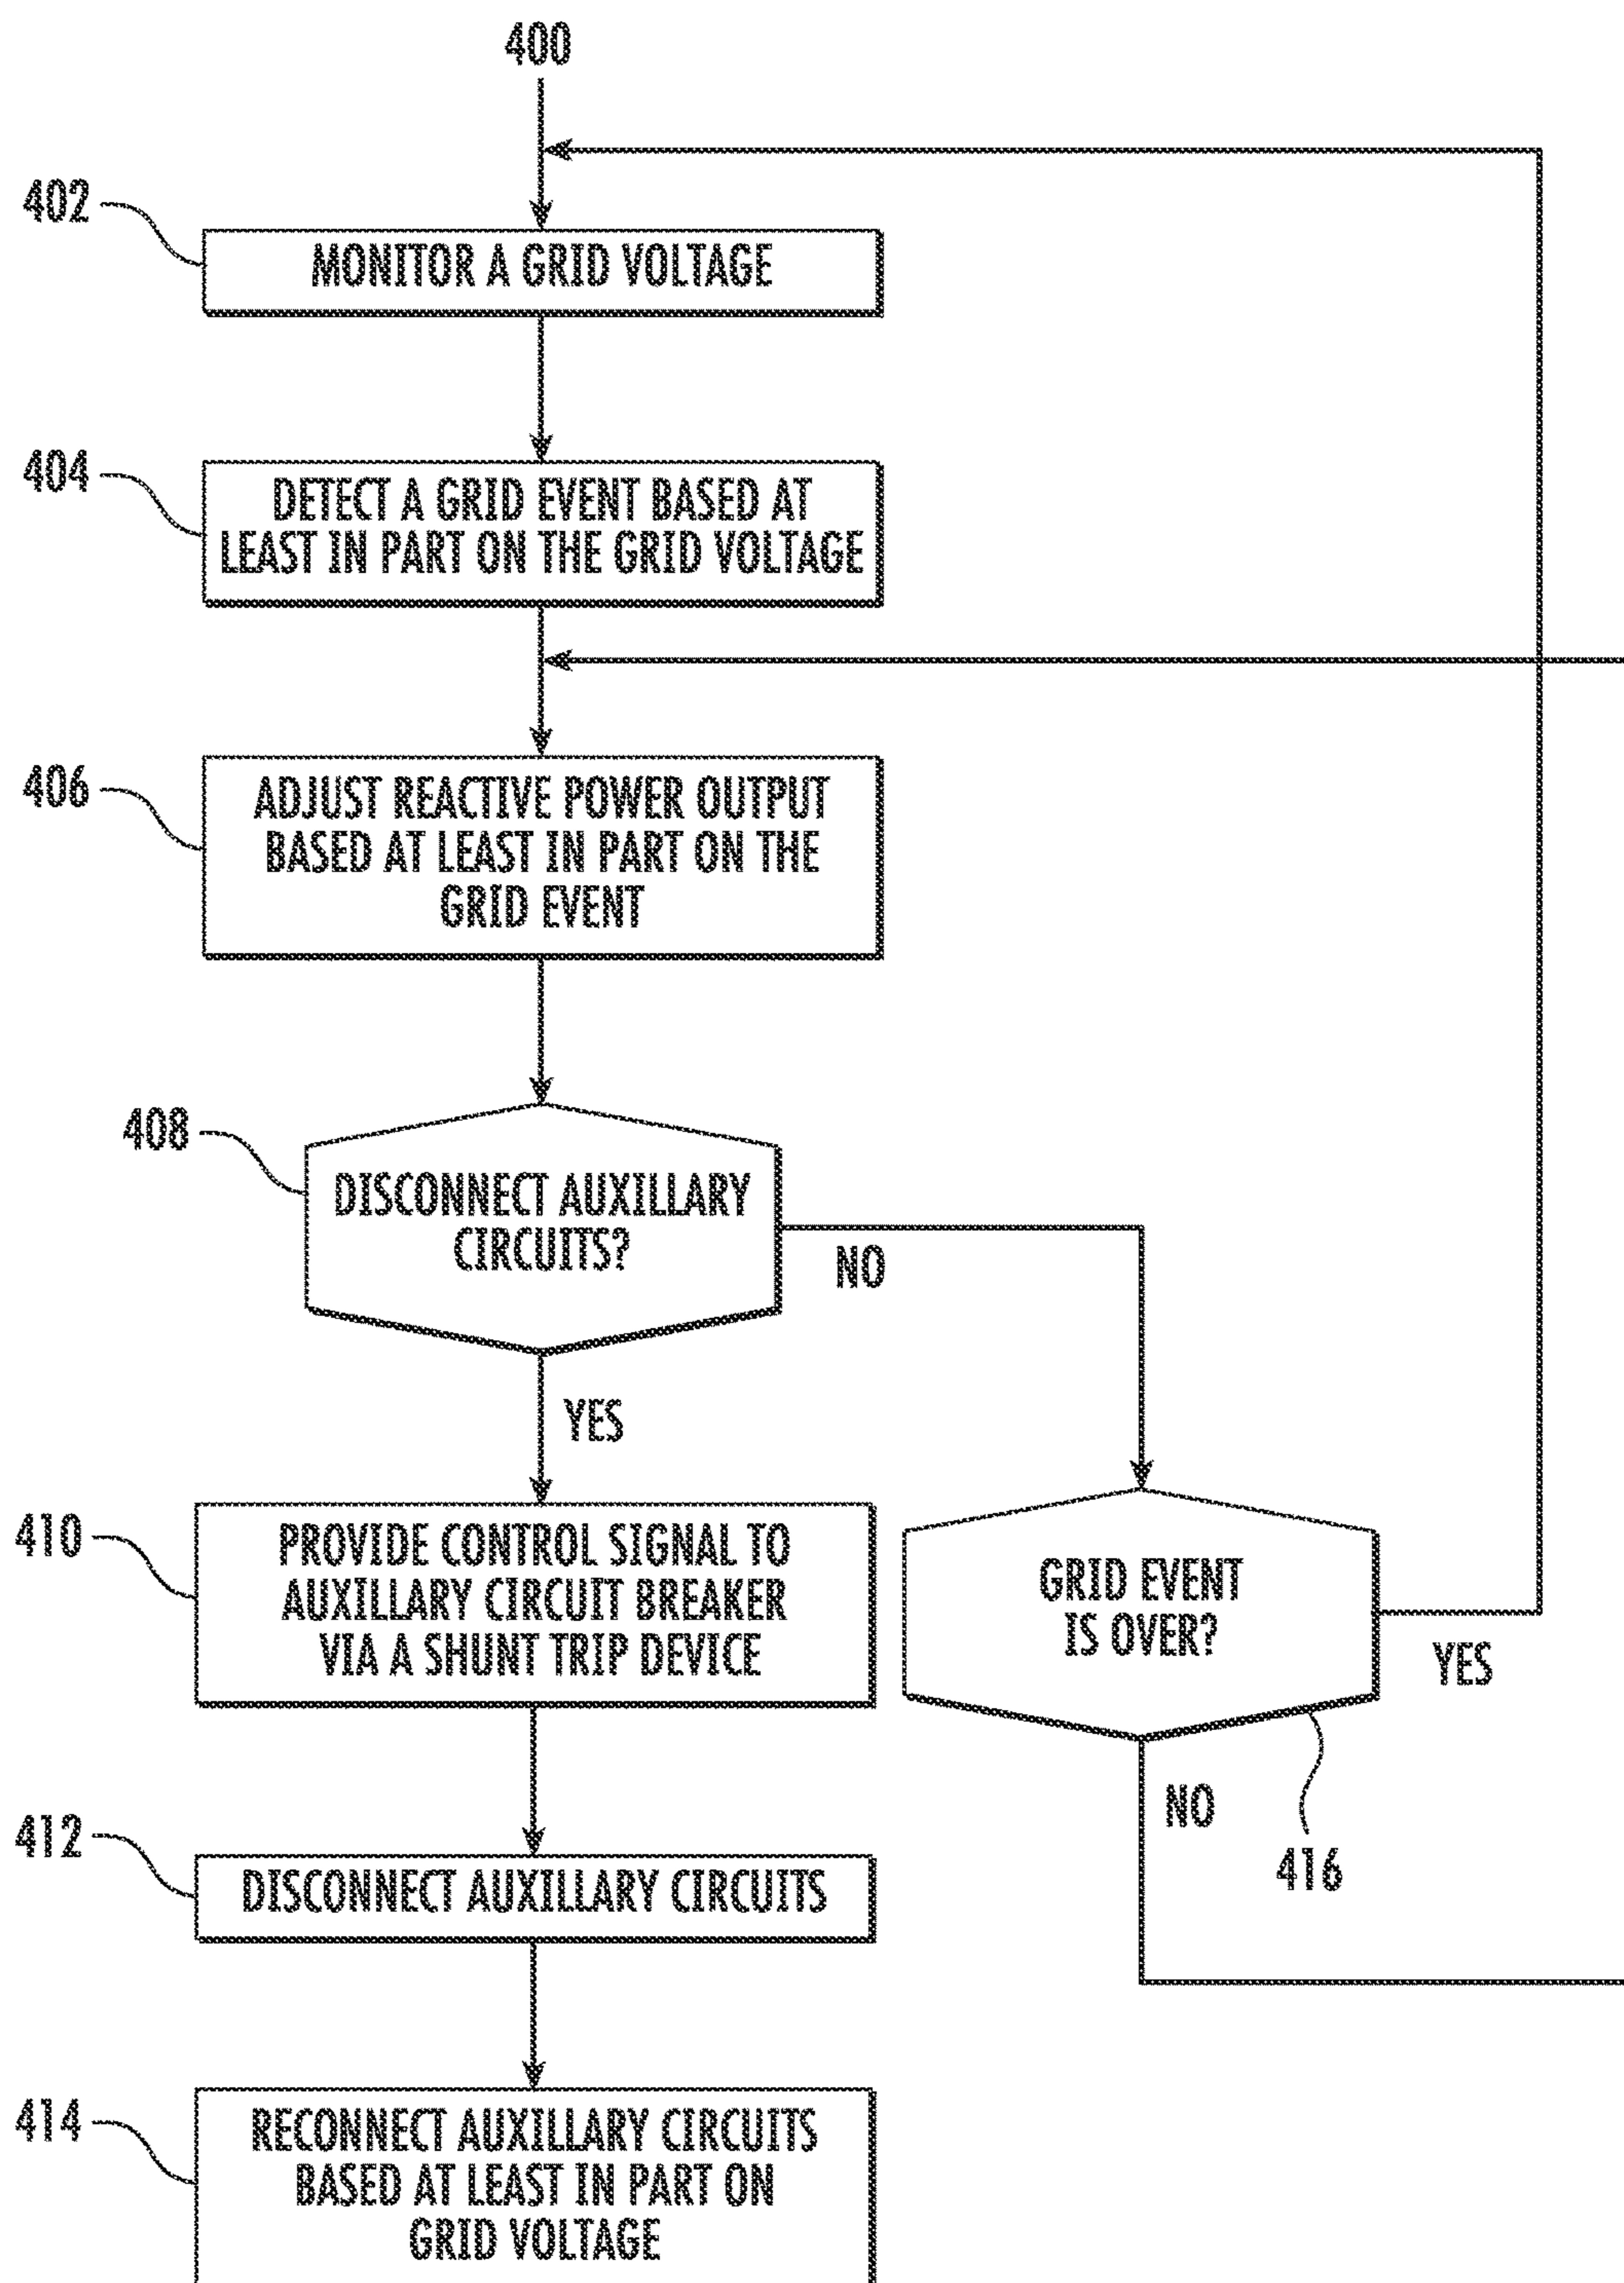 400
402
MONITOR A GRID VOLTAGE
404
DETECT A GRID EVENT BASED AT
LEAST IN PART ON THE GRID VOLTAGE
406
ADJUST REACTIVE POWER OUTPUT
BASED AT LEAST IN PART ON THE
GRID EVENT
408
DISCONNECT AUXILLARY
CIRCUITS?
NO
YES
410
PROVIDE CONTROL SIGNAL TO
AUXILLARY CIRCUIT BREAKER
VIA A SHUNT TRIP DEVICE
GRID EVENT
IS OVER?
YES
NO
416
412
DISCONNECT AUXILLARY CIRCUITS
414
RECONNECT AUXILLARY CIRCUITS
BASED AT LEAST IN PART ON
GRID VOLTAGE